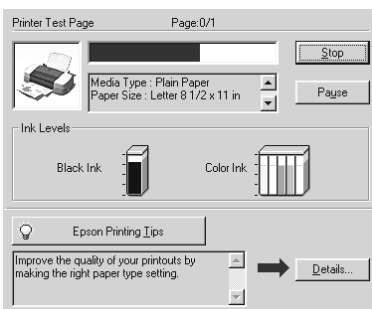 Printer Test Page Page:0/1
Stop
Media Type : Plain Paper
Paper Size : Letter 8 1/2 x 11 in
Pause
Ink Levels
Black Ink Color Ink
Epson Printing Tips
Improve the quality of your printouts by
making the right paper type setting.
Details...